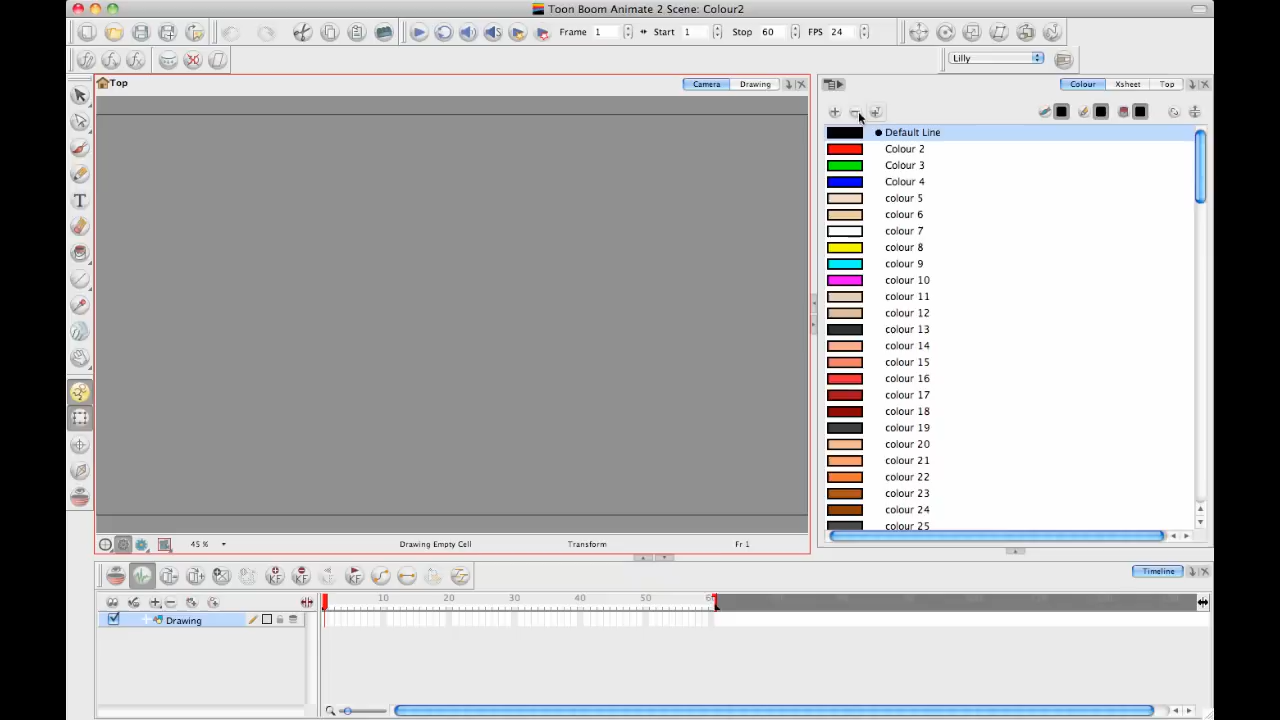 Toon Boom Animate 2 Scene: Colour2
Frame 1 Start 1 Stop 60 FPS 24
Lilly
Top
Camera
Drawing
Colour
Xsheet
Top
Default Line
Colour 2
Colour 3
Colour 4
colour 5
colour 6
colour 7
colour 8
colour 9
colour 10
colour 11
colour 12
colour 13
colour 14
colour 15
colour 16
colour 17
colour 18
colour 19
colour 20
colour 21
colour 22
colour 23
colour 24
colour 25
45 % Drawing Empty Cell Transform Fr 1
Timeline
10 20 30 40 50
Drawing